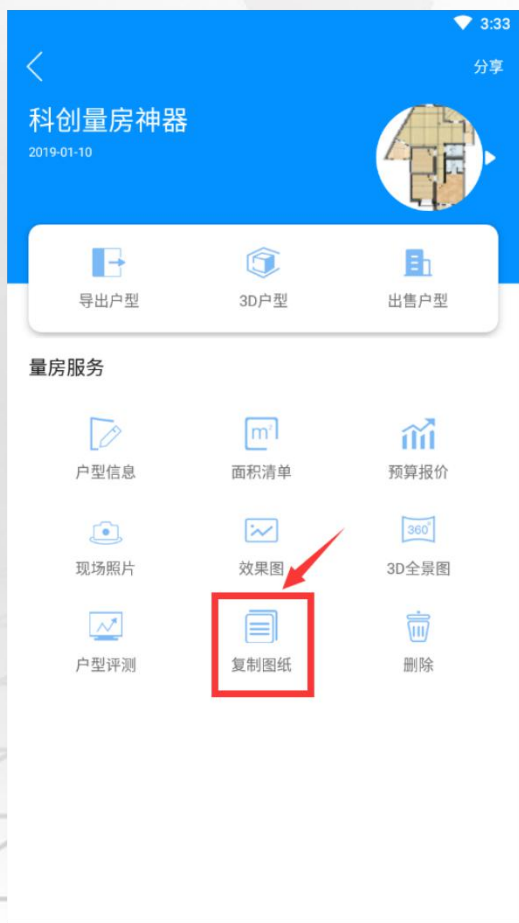 3:33
分享
科创量房神器
2019-01-10
导出户型 3D户型 出售户型
量房服务
m²
户型信息 面积清单 预算报价
360°
现场照片 效果图 3D全景图
户型评测 复制图纸 删除